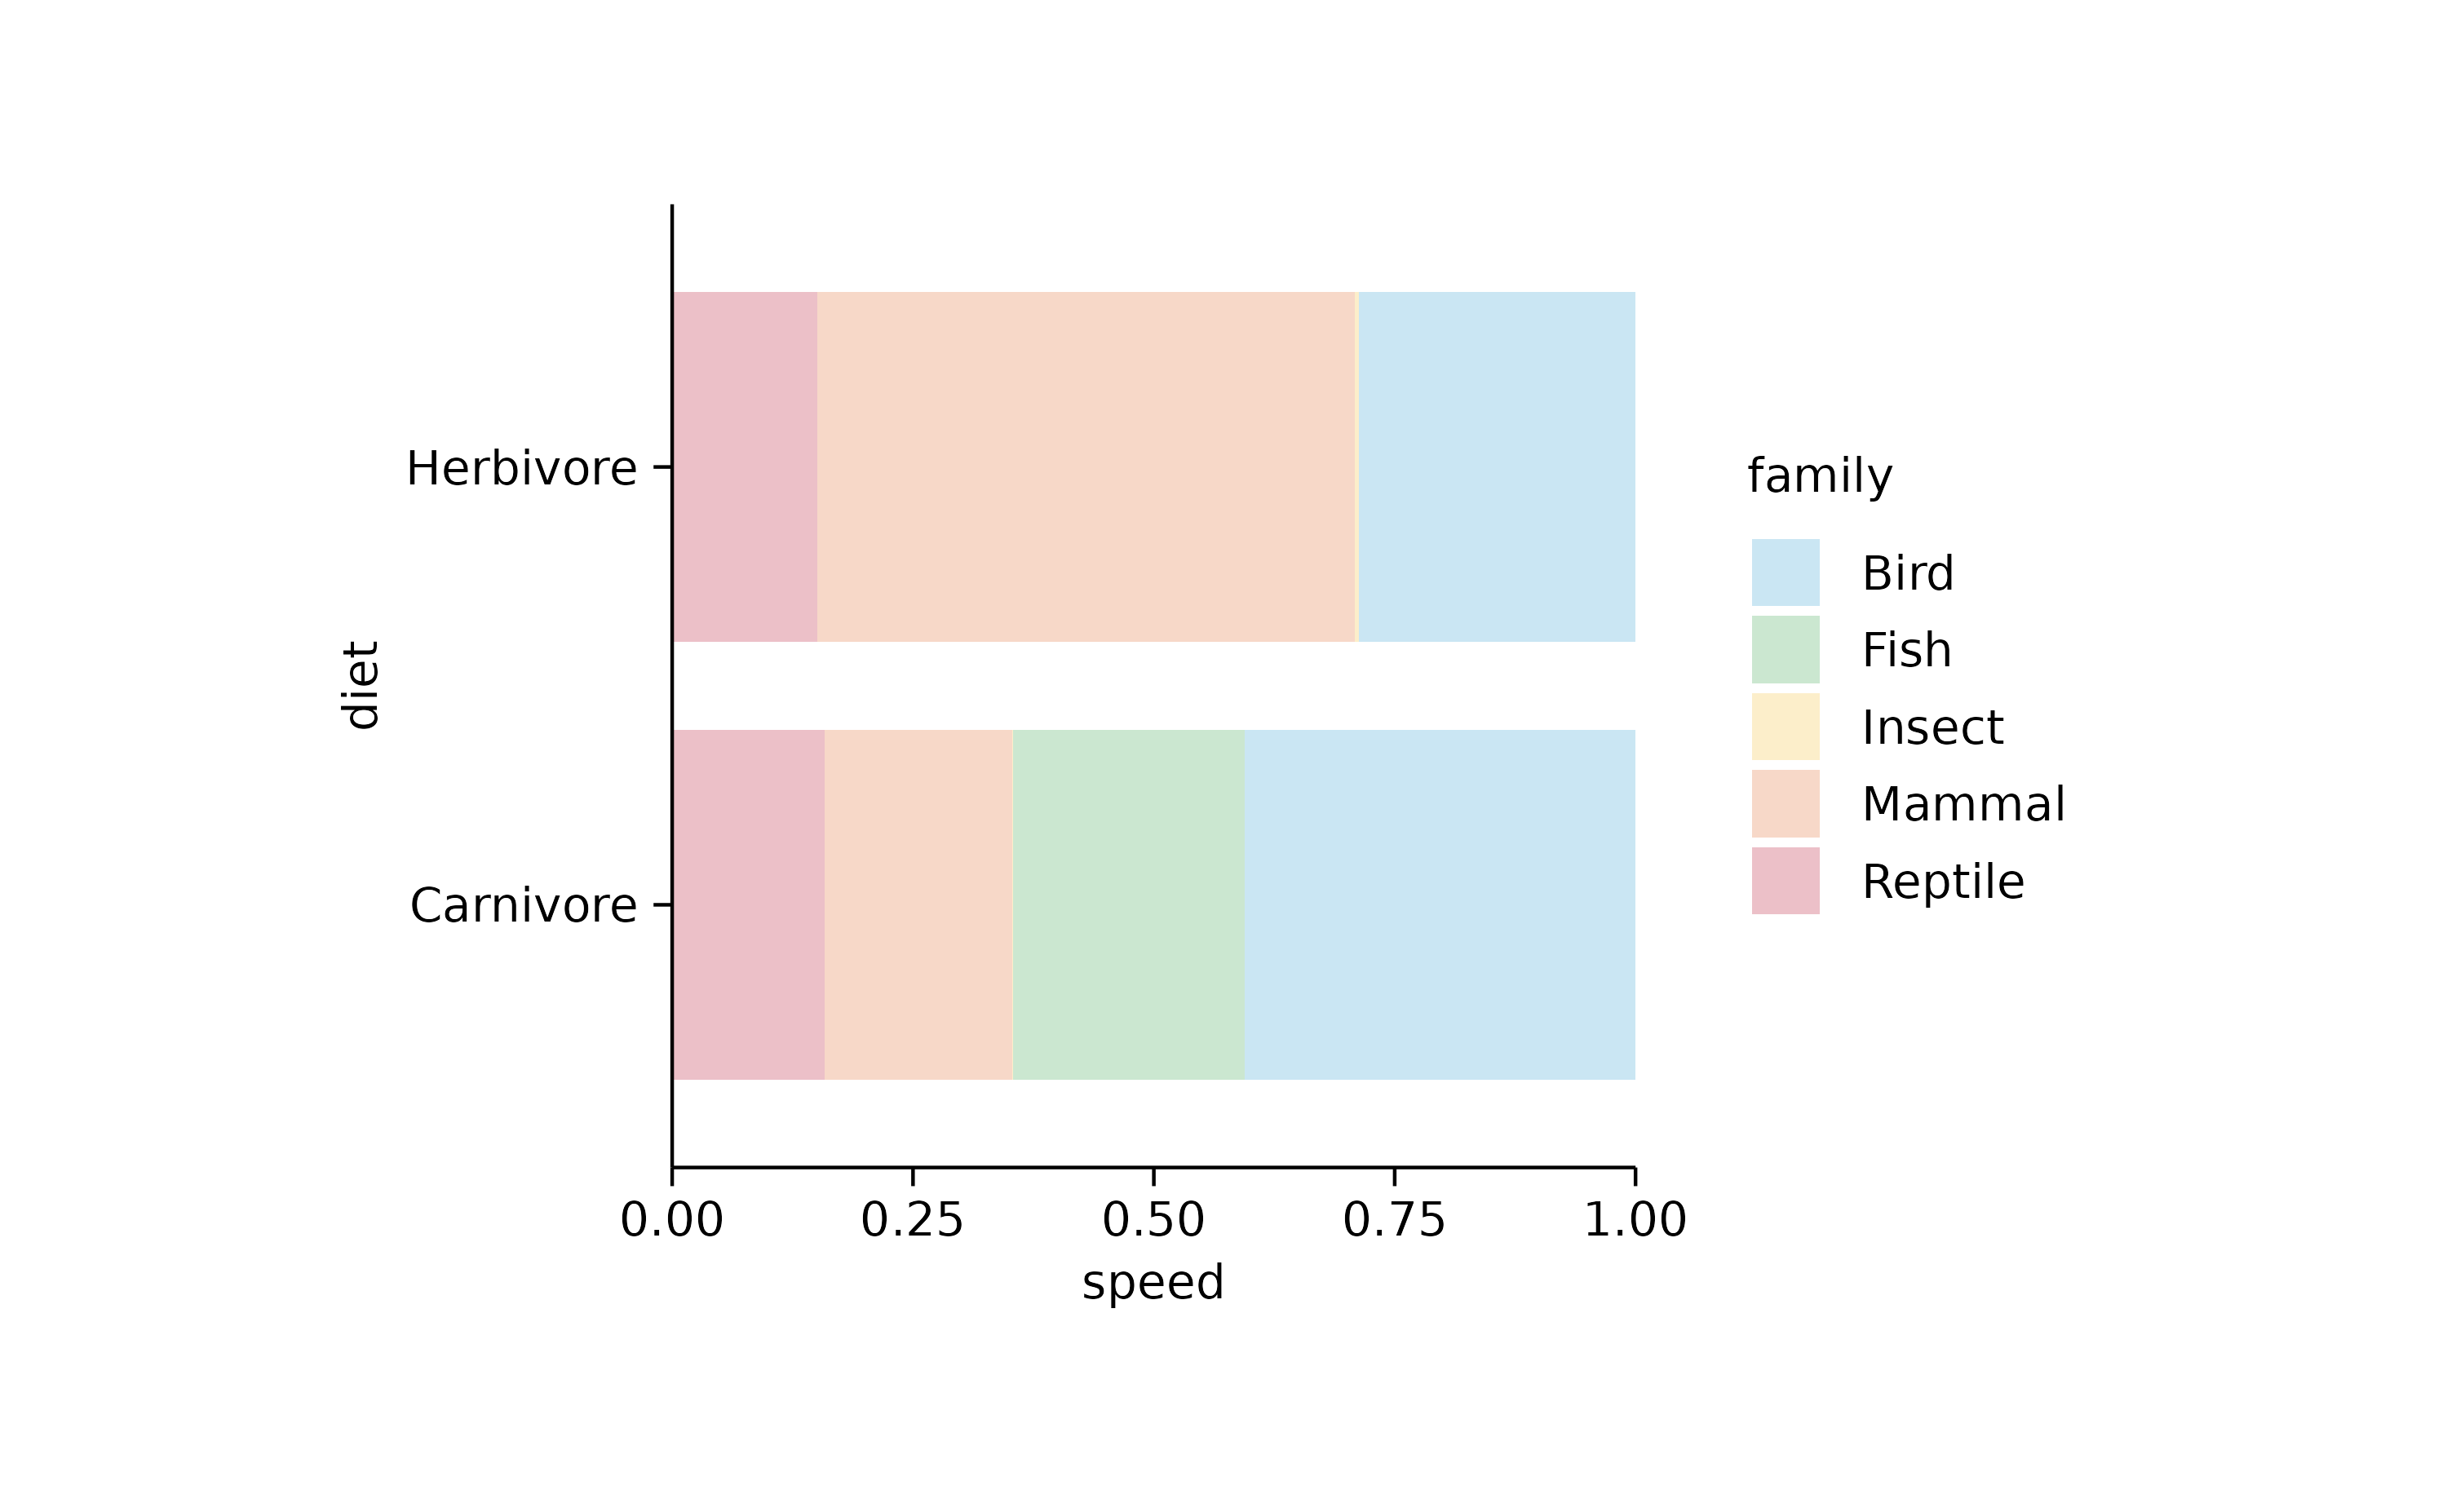 diet
Herbivore
Carnivore
0.00 0.25 0.50 0.75 1.00
speed
family
Bird
Fish
Insect
Mammal
Reptile